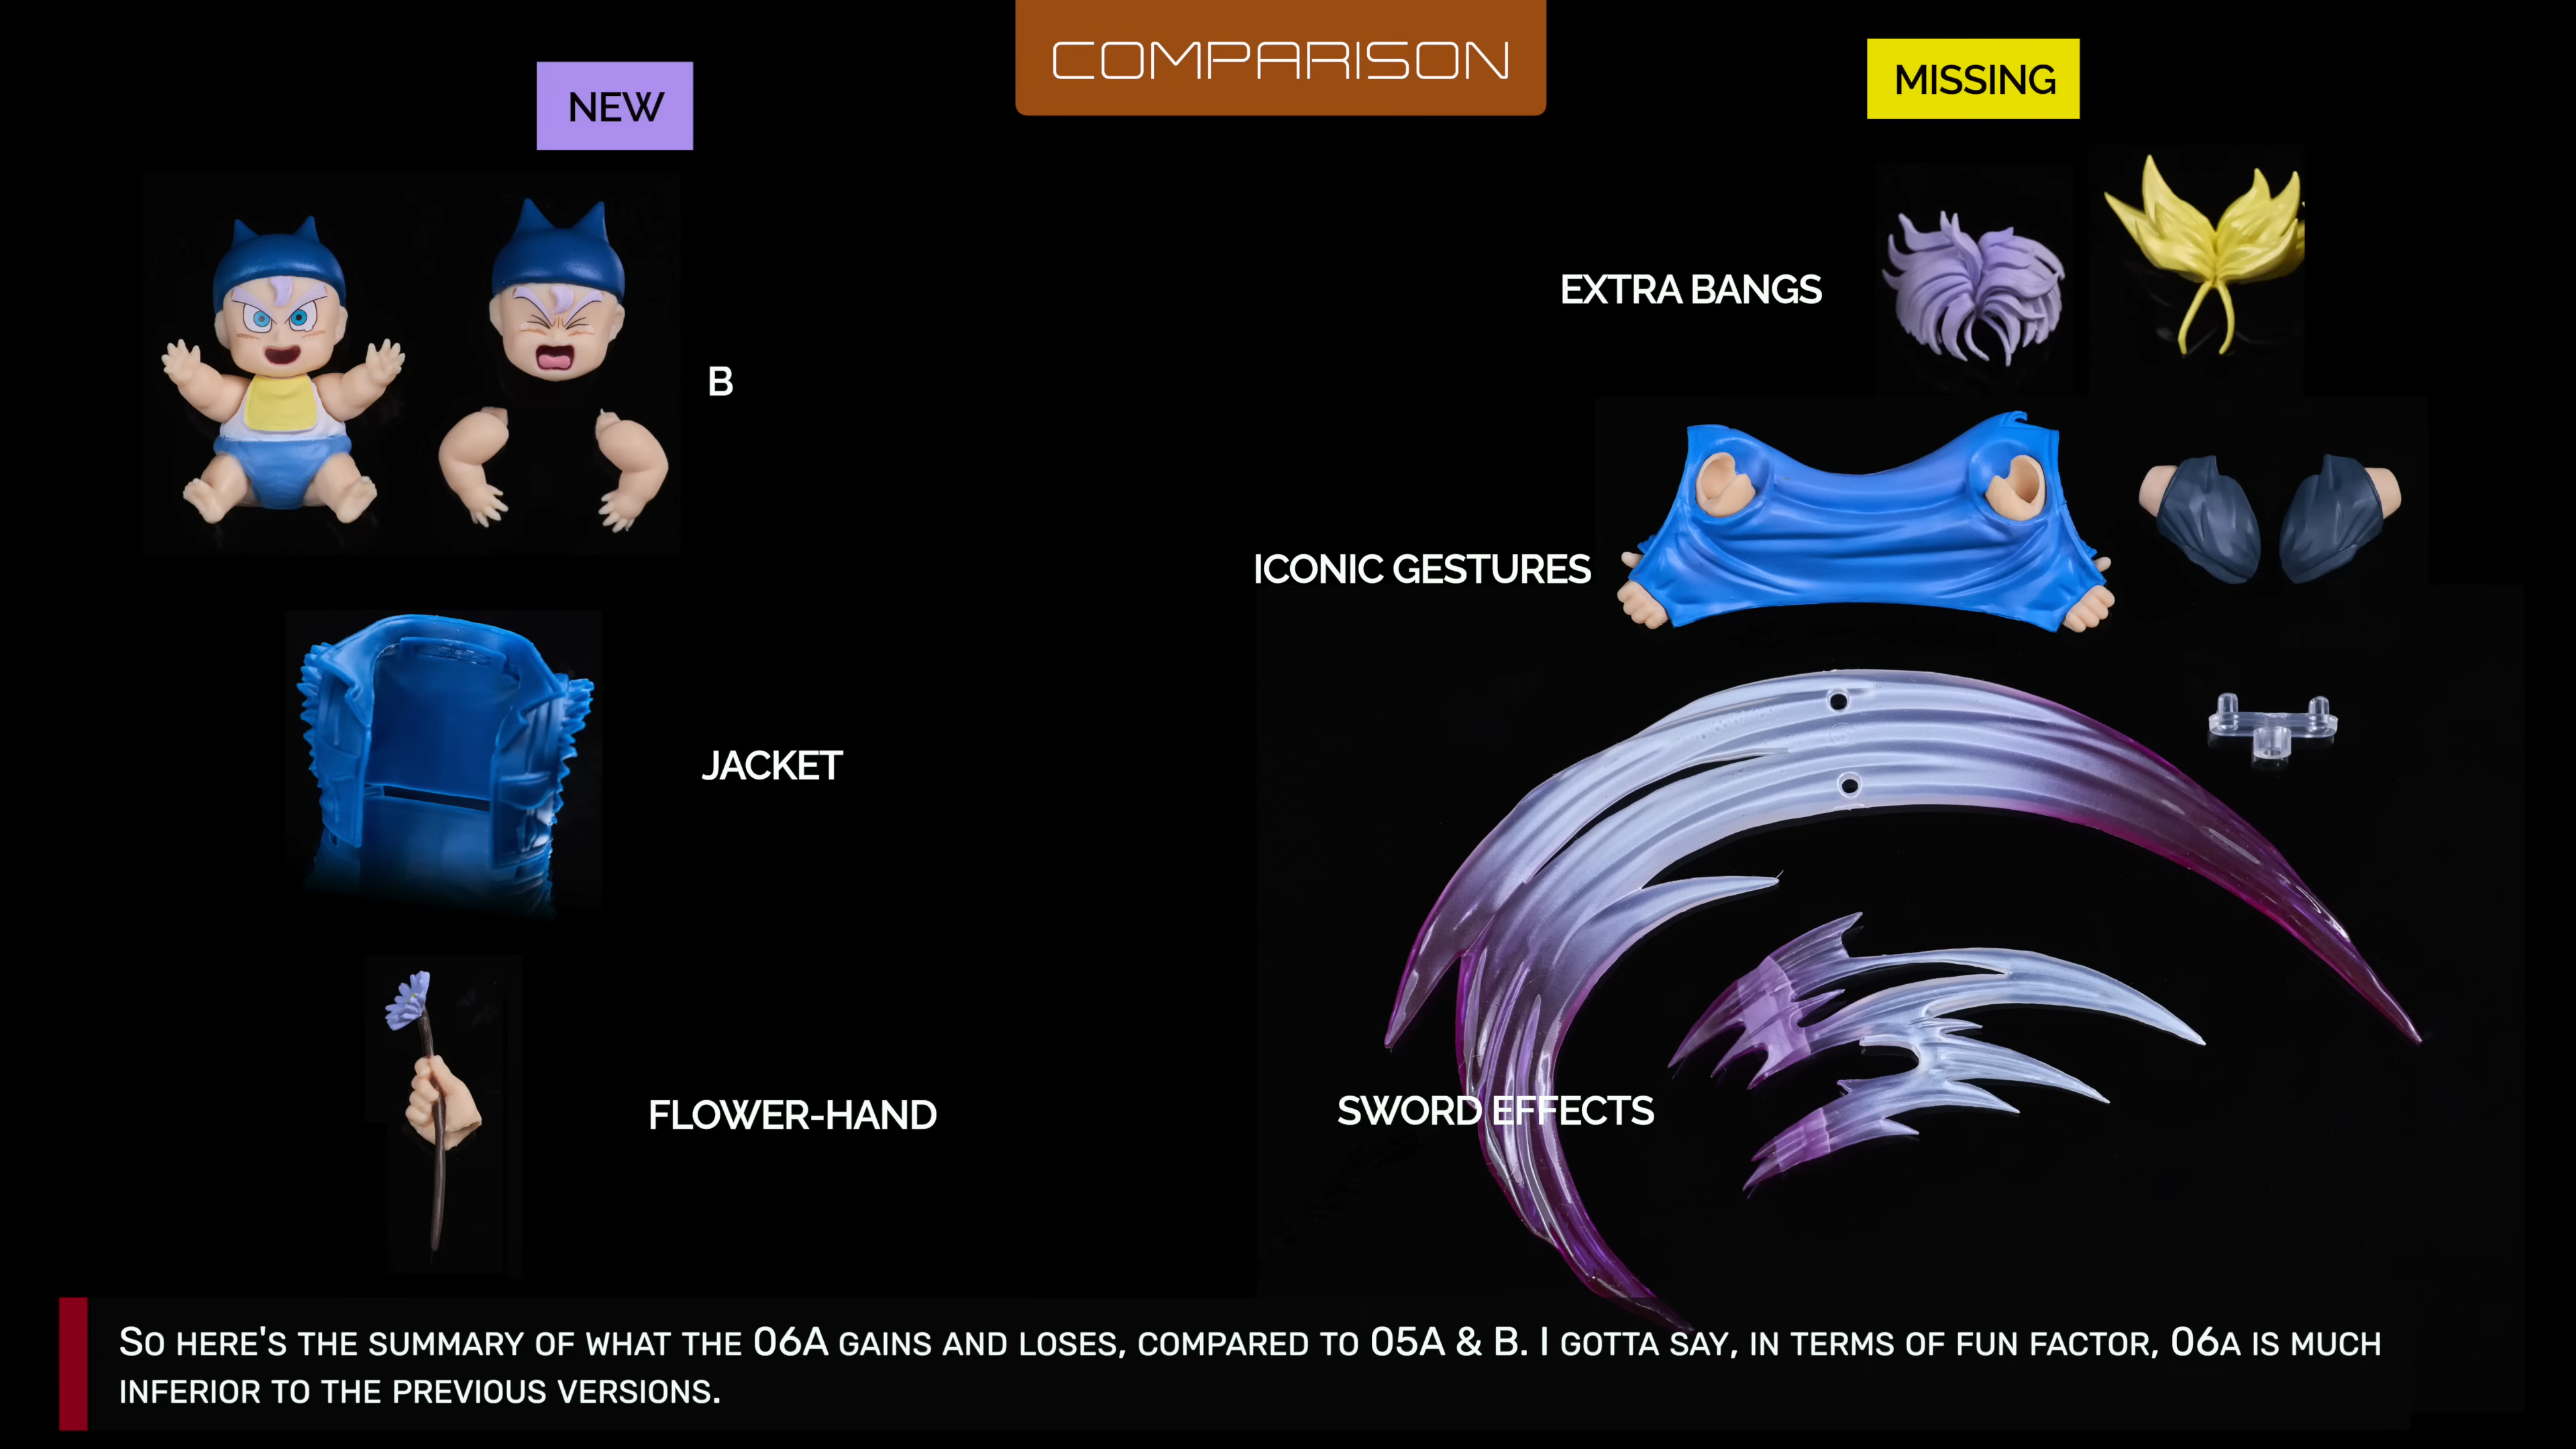 COMPARISON
NEW
MISSING
EXTRA BANGS
B
ICONIC GESTURES
JACKET
FLOWER-HAND
SWORD EFFECTS
So here's the summary of what the 06A gains and loses, compared to 05A & B. I gotta say, in terms of fun factor, 06a is much
inferior to the previous versions.